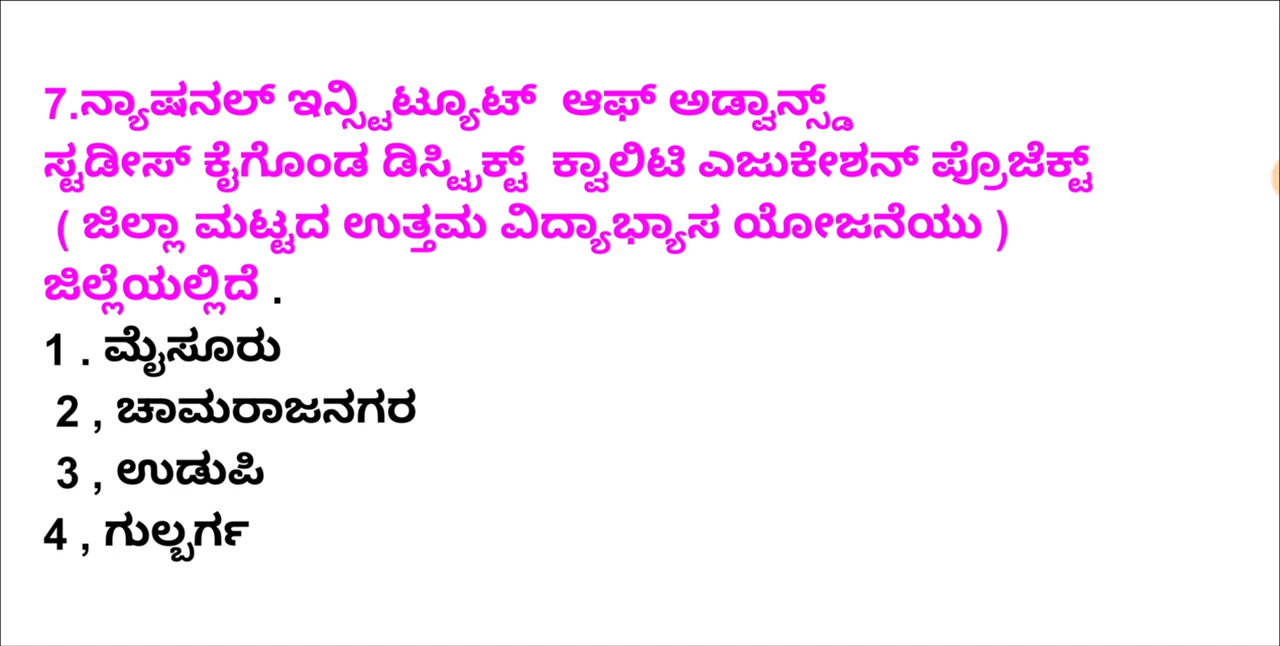 7.ನ್ಯಾಷನಲ್ ಇನ್ಸ್ಟಿಟ್ಯೂಟ್ ಆಫ್ ಅಡ್ವಾನ್ಸ್ಡ್
ಸ್ಟಡೀಸ್ ಕೈಗೊಂಡ ಡಿಸ್ಟ್ರಿಕ್ಟ್ ಕ್ವಾಲಿಟಿ ಎಜುಕೇಶನ್ ಪ್ರೊಜೆಕ್ಟ್
( ಜಿಲ್ಲಾ ಮಟ್ಟದ ಉತ್ತಮ ವಿದ್ಯಾಭ್ಯಾಸ ಯೋಜನೆಯು )
ಜಿಲ್ಲೆಯಲ್ಲಿದೆ .
1 . ಮೈಸೂರು
2 , ಚಾಮರಾಜನಗರ
3 , ಉಡುಪಿ
4 , ಗುಲ್ಬರ್ಗ